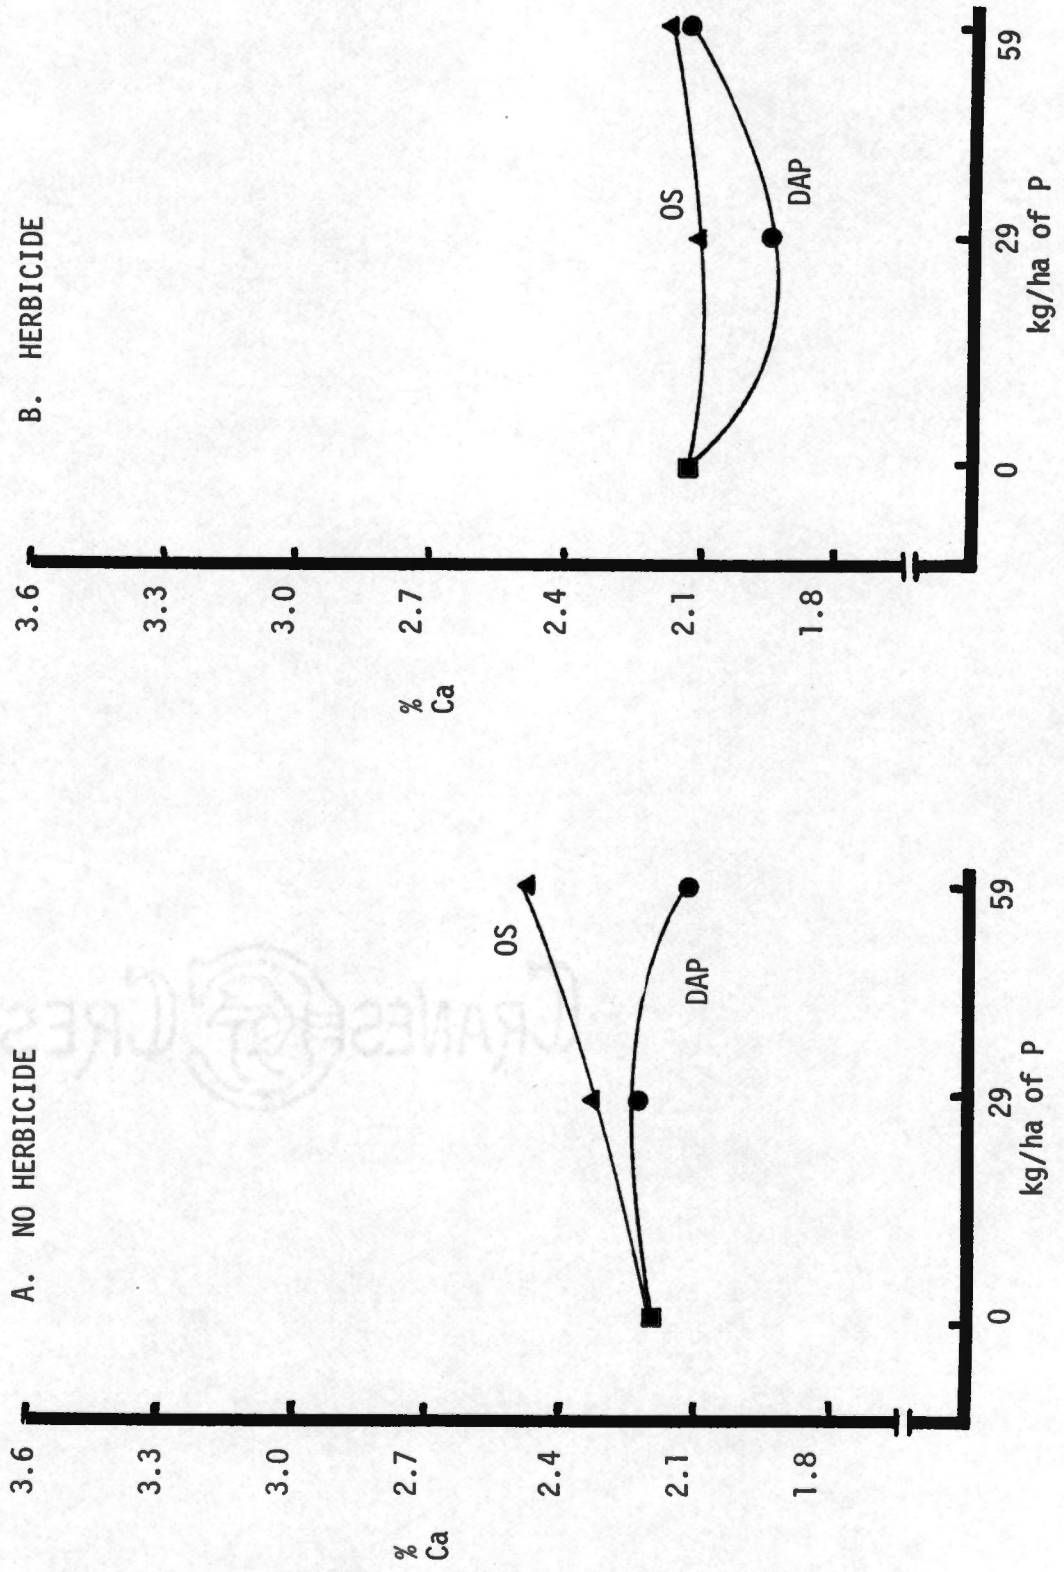 A. NO HERBICIDE
3.6
3.3
3.0
2.7
2.4
2.1
1.8
%
Ca
OS
DAP
0
29
59
kg/ha of P
B. HERBICIDE
3.6
3.3
3.0
2.7
2.4
2.1
1.8
%
Ca
OS
DAP
0
29
59
kg/ha of P